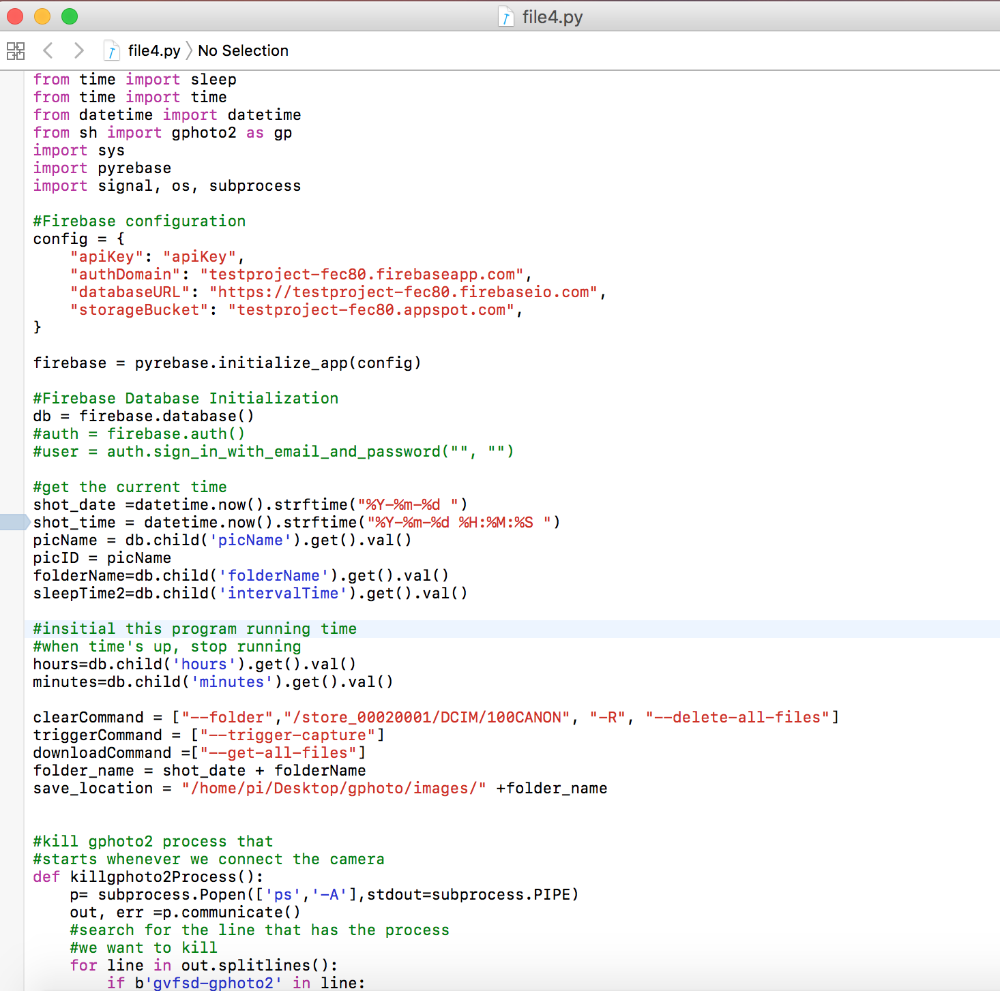 file4.py
file4.py No Selection
from time import sleep
from time import time
from datetime import datetime
from sh import gphoto2 as gp
import sys
import pyrebase
import signal, os, subprocess
#Firebase configuration
config = {
"apiKey": "apiKey",
"authDomain": "testproject-fec80.firebaseapp.com",
"databaseURL": "https://testproject-fec80.firebaseio.com",
"storageBucket": "testproject-fec80.appspot.com",
}
firebase = pyrebase.initialize_app(config)
#Firebase Database Initialization
db = firebase.database()
#auth = firebase.auth()
#user = auth.sign_in_with_email_and_password("", "")
#get the current time
shot_date =datetime.now().strftime("%Y-%m-%d ")
shot_time = datetime.now().strftime("%Y-%m-%d %H:%M:%S ")
picName = db.child('picName').get().val()
picID = picName
folderName=db.child('folderName').get().val()
sleepTime2=db.child('intervalTime').get().val()
#insitial this program running time
#when time's up, stop running
hours=db.child('hours').get().val()
minutes=db.child('minutes').get().val()
clearCommand = ["--folder","/store_00020001/DCIM/100CANON", "-R", "--delete-all-files"]
triggerCommand = ["--trigger-capture"]
downloadCommand =["--get-all-files"]
folder_name = shot_date + folderName
save_location = "/home/pi/Desktop/gphoto/images/" +folder_name
#kill gphoto2 process that
#starts whenever we connect the camera
def killgphoto2Process():
p= subprocess.Popen(['ps','-A'],stdout=subprocess.PIPE)
out, err =p.communicate()
#search for the line that has the process
#we want to kill
for line in out.splitlines():
if b'gvfsd-gphoto2' in line: